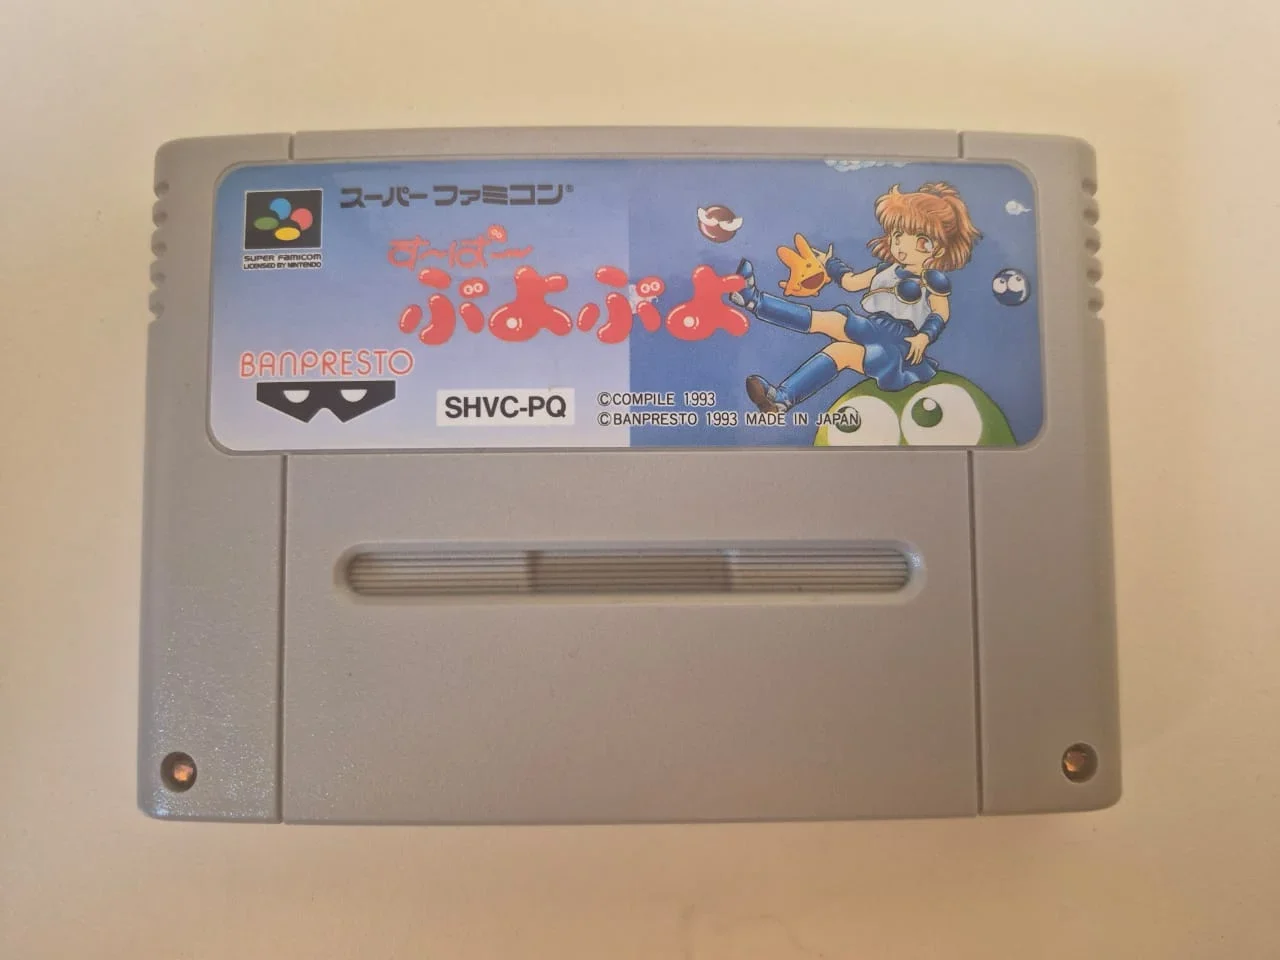 スーパーファミコン®
SUPER FAMICOM
LICENSED BY NINTENDO
す〜ぱ〜
ぷよぷよ
BANPRESTO
SHVC-PQ
©COMPILE 1993
©BANPRESTO 1993 MADE IN JAPAN